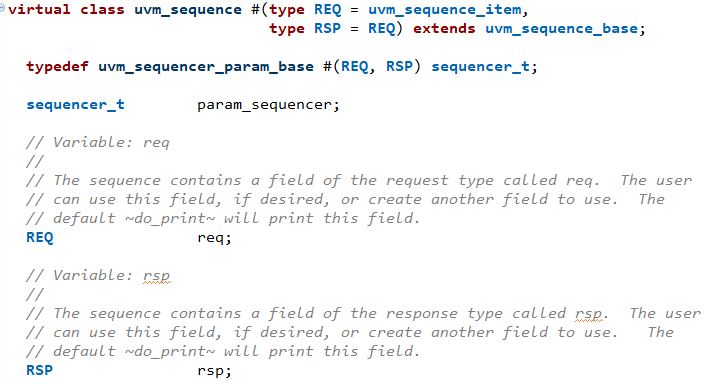 virtual class uvm_sequence #(type REQ = uvm_sequence_item,
type RSP = REQ) extends uvm_sequence_base;
typedef uvm_sequencer_param_base #(REQ, RSP) sequencer_t;
sequencer_t param_sequencer;
// Variable: req
//
// The sequence contains a field of the request type called req. The user
// can use this field, if desired, or create another field to use. The
// default ~do_print~ will print this field.
REQ req;
// Variable: rsp
//
// The sequence contains a field of the response type called rsp. The user
// can use this field, if desired, or create another field to use. The
// default ~do_print~ will print this field.
RSP rsp;